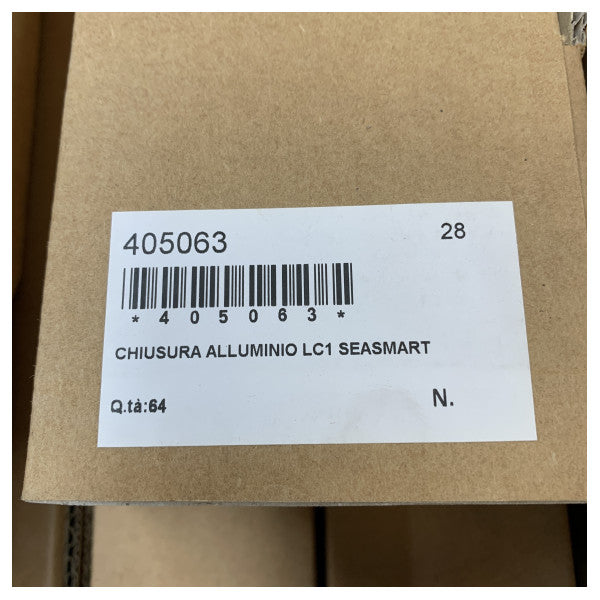 405063 28
*405063*
CHIUSURA ALLUMINIO LC1 SEASMART
Q.tà:64 N.